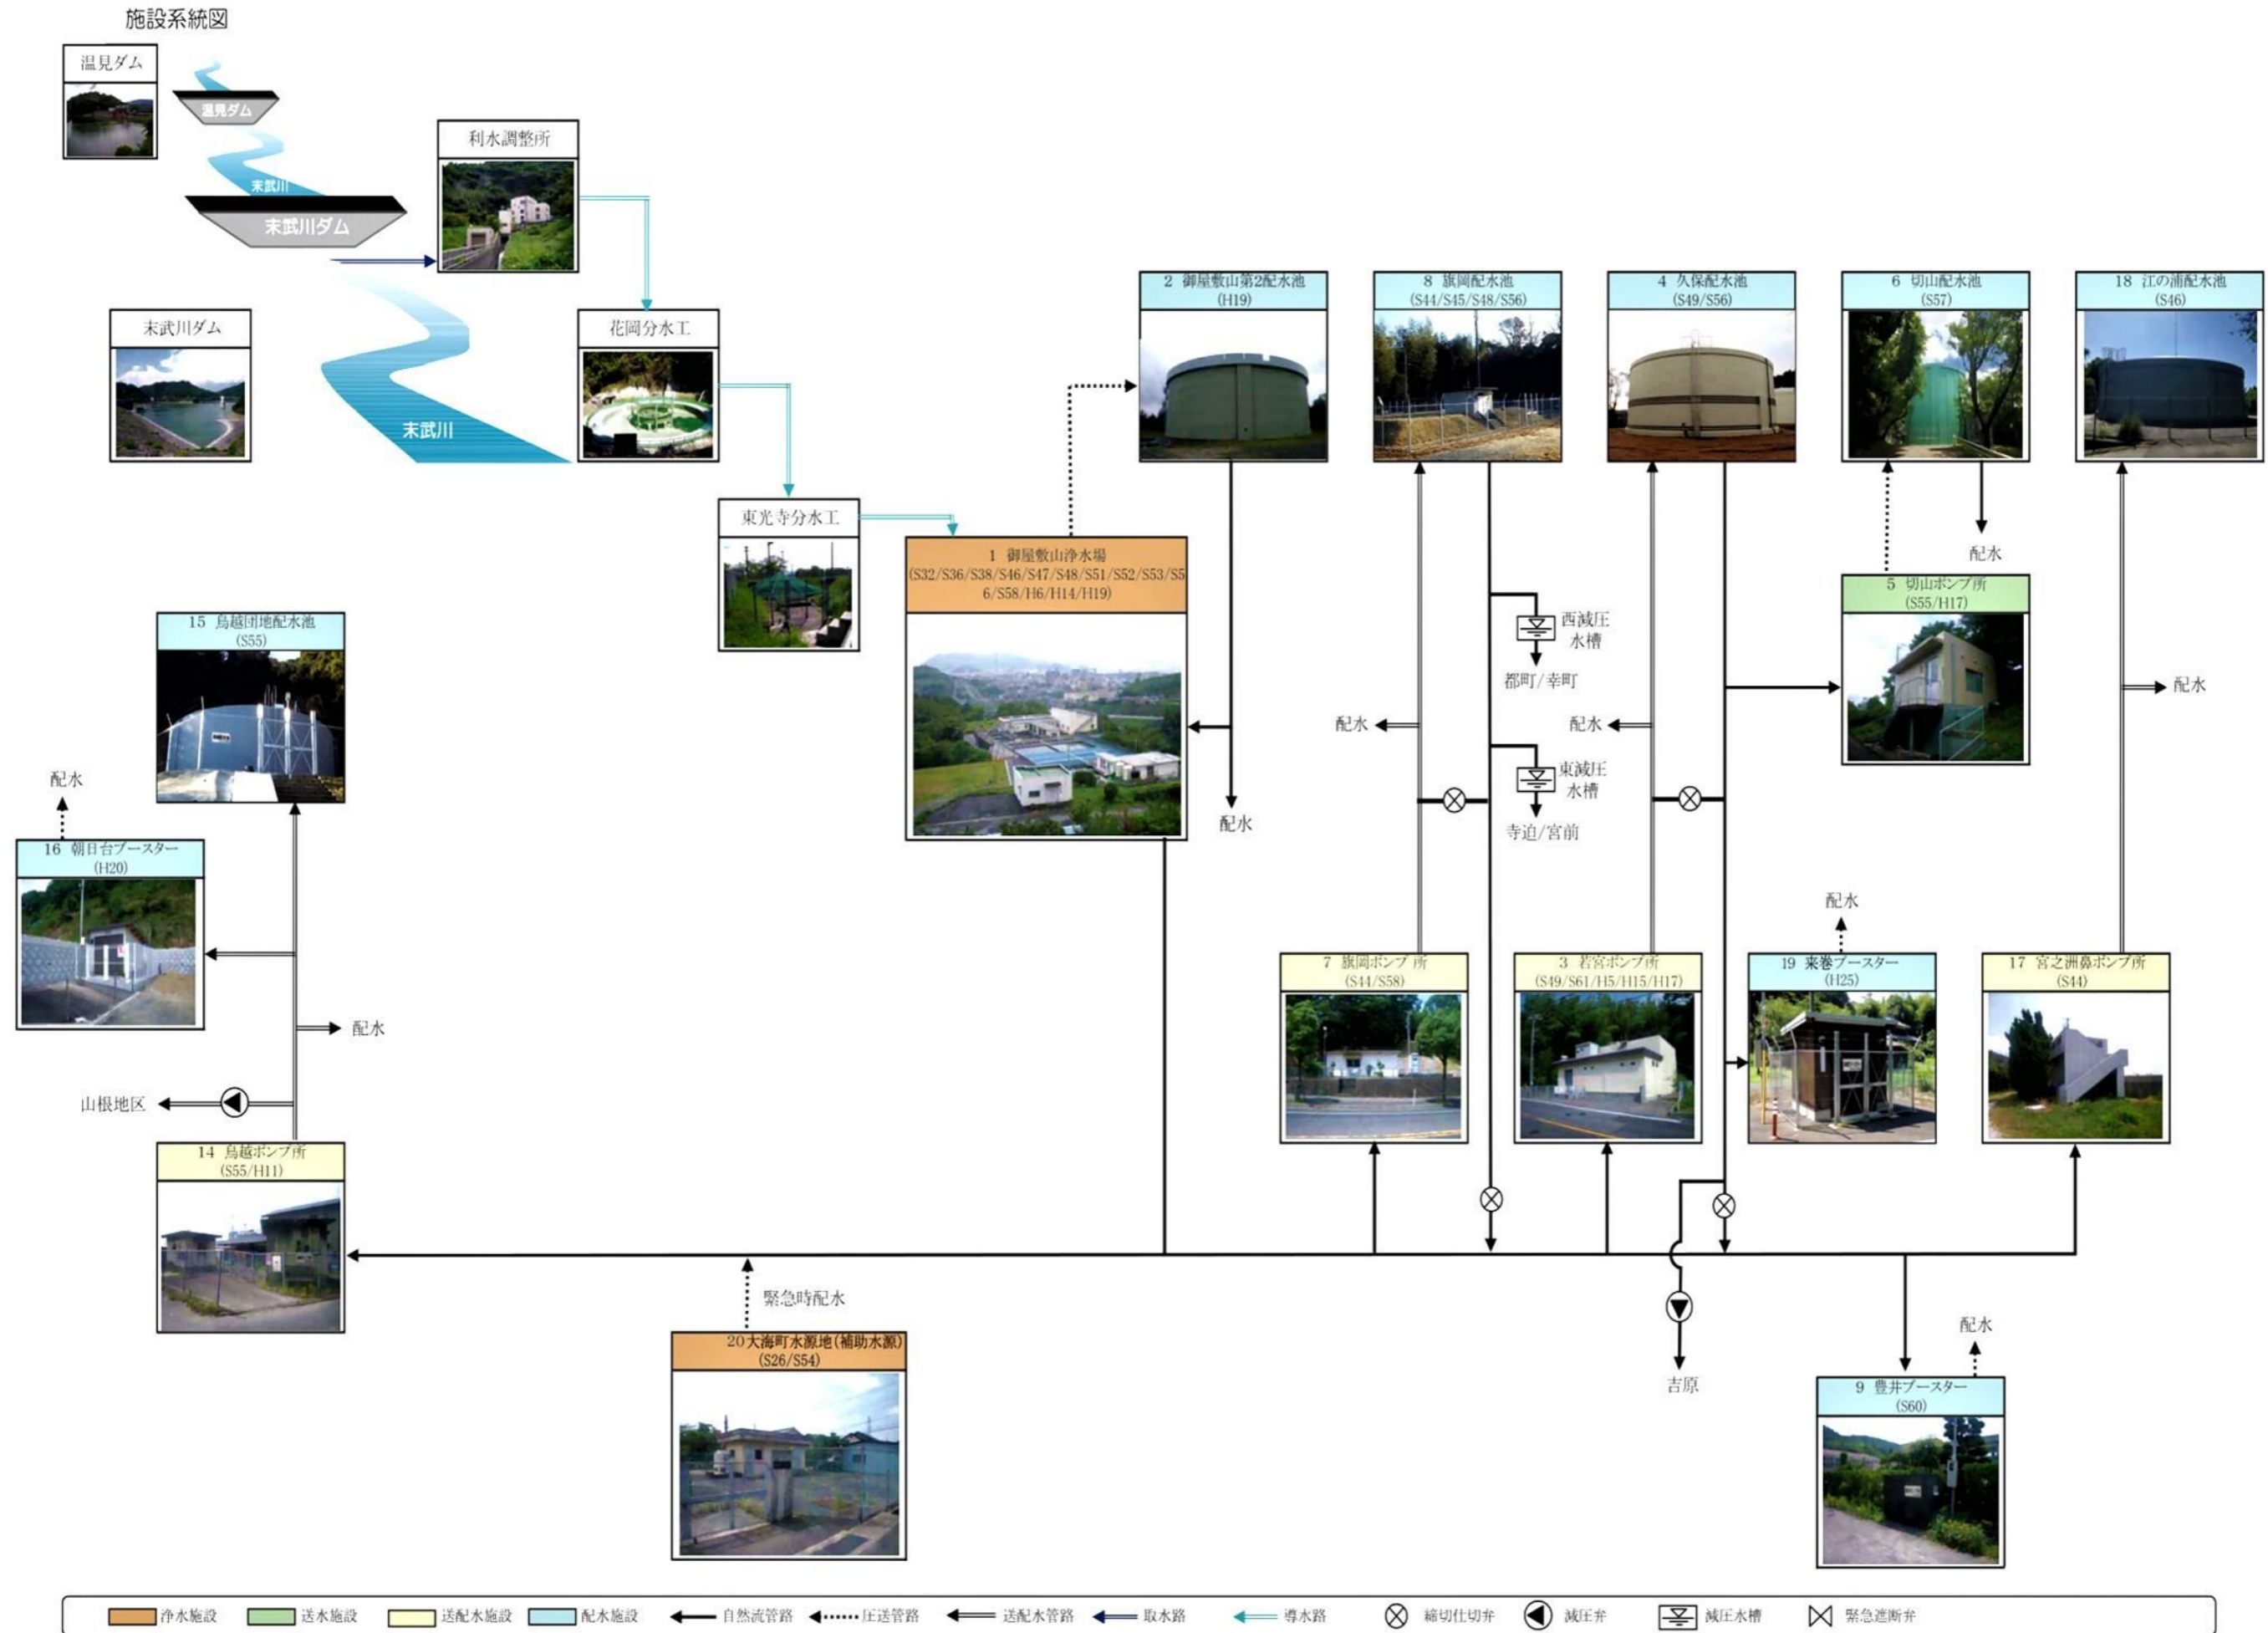 施設系統図
温見ダム
温見ダム
末武川
末武川ダム
利水調整所
末武川ダム
末武川
花岡分水工
東光寺分水工
1 御屋敷山浄水場
(S32/S36/S38/S46/S47/S48/S51/S52/S53/S5
6/S58/H6/H14/H19)
2 御屋敷山第2配水池
(H19)
配水
8 旗岡配水池
(S44/S45/S48/S56)
西減圧
水槽
都町/幸町
配水
東減圧
水槽
寺迫/宮前
4 久保配水池
(S49/S56)
配水
6 切山配水池
(S57)
配水
5 切山ポンプ所
(S55/H17)
18 江の浦配水池
(S46)
配水
15 鳥越団地配水池
(S55)
配水
16 朝日台ブースター
(H20)
配水
山根地区
14 鳥越ポンプ所
(S55/H11)
7 旗岡ポンプ 所
(S44/S58)
3 若宮ポンプ所
(S49/S61/H5/H15/H17)
配水
19 来巻ブースター
(H25)
17 宮之洲鼻ポンプ所
(S44)
緊急時配水
20大海町水源地(補助水源)
(S26/S54)
吉原
配水
9 豊井ブースター
(S60)
浄水施設 送水施設 送配水施設 配水施設 自然流管路 圧送管路 送配水管路 取水路 導水路 締切仕切弁 減圧弁 減圧水槽 緊急遮断弁